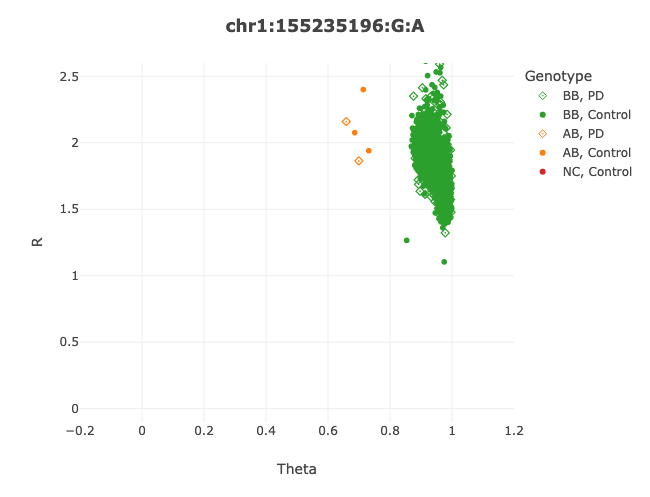 chr1:155235196:G:A
Genotype
BB, PD
BB, Control
AB, PD
AB, Control
NC, Control
2.5
2
1.5
1
0.5
0
R
−0.2
0
0.2
0.4
0.6
0.8
1
1.2
Theta